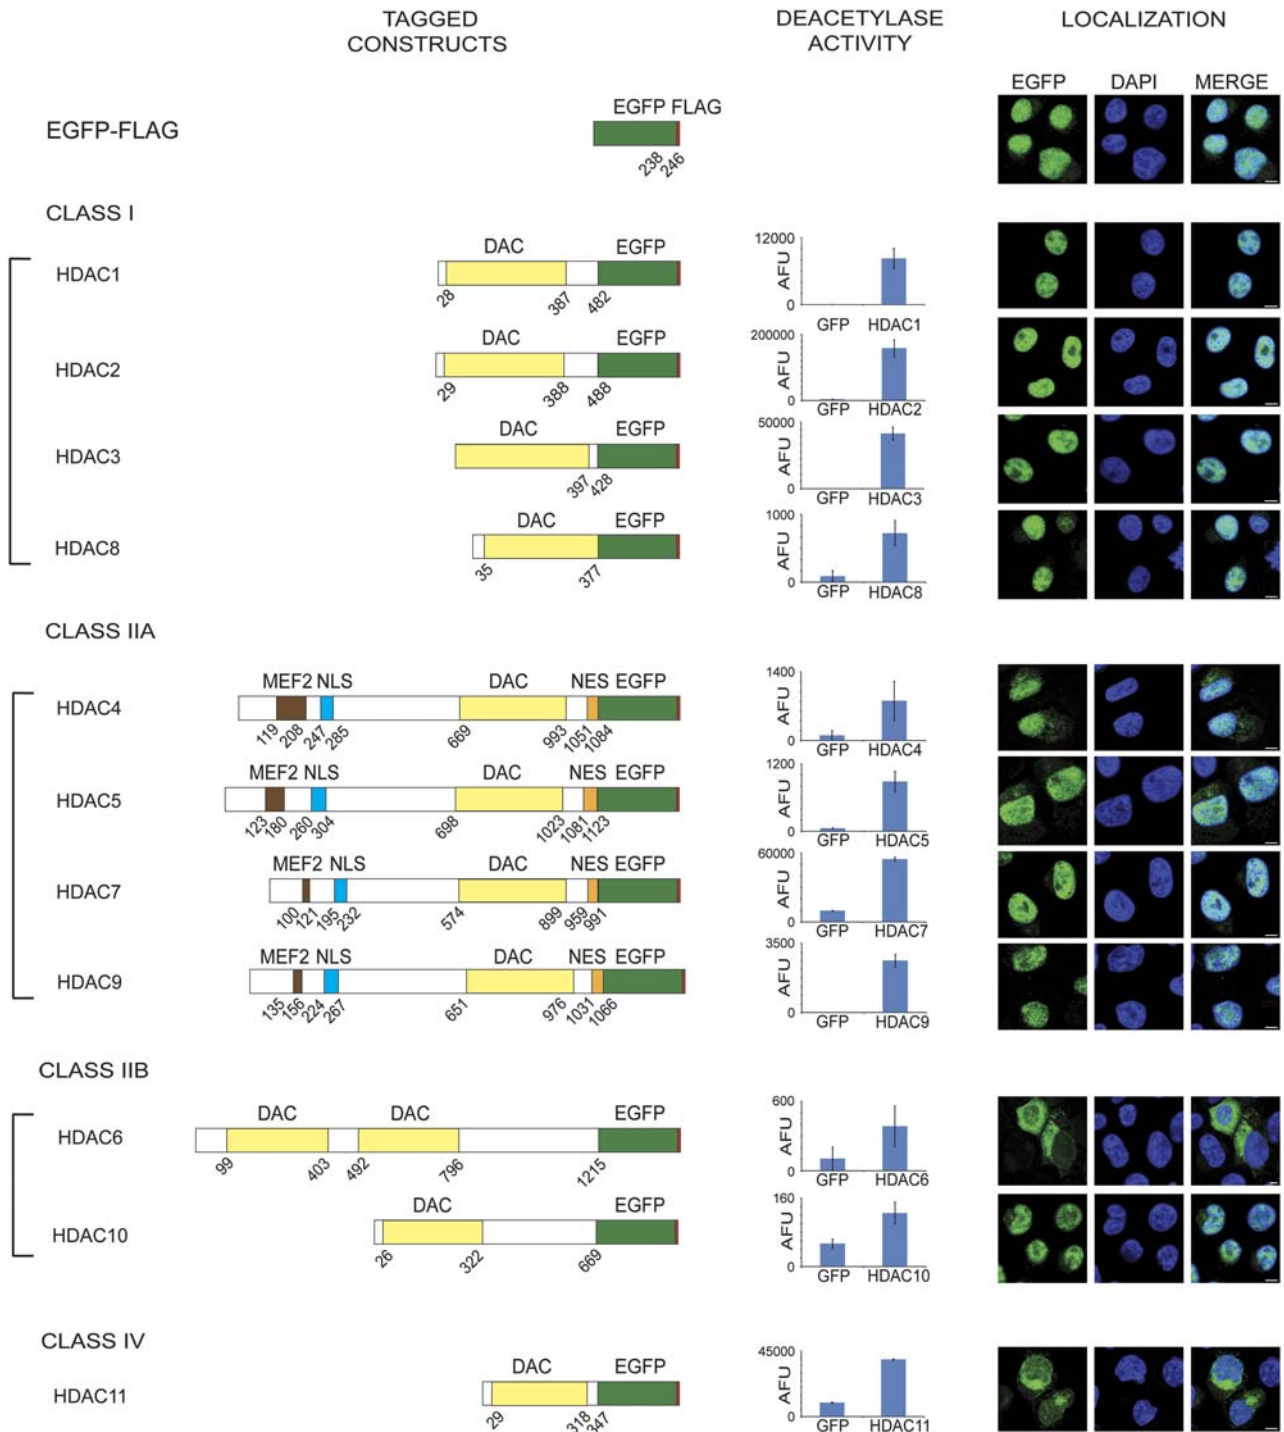 TAGGED
CONSTRUCTS
DEACETYLASE
ACTIVITY
LOCALIZATION
EGFP DAPI MERGE
EGFP-FLAG
EGFP FLAG
238 246
CLASS I
HDAC1
DAC EGFP
28 387 482
12000
AFU
0
GFP HDAC1
HDAC2
DAC EGFP
29 388 488
200000
AFU
0
GFP HDAC2
HDAC3
DAC EGFP
397 428
50000
AFU
0
GFP HDAC3
HDAC8
DAC EGFP
35 377
1000
AFU
0
GFP HDAC8
CLASS IIA
HDAC4
MEF2 NLS DAC NES EGFP
119 208 247 285 669 993 1051 1084
1400
AFU
0
GFP HDAC4
HDAC5
MEF2 NLS DAC NES EGFP
123 180 260 304 698 1023 1081 1123
1200
AFU
0
GFP HDAC5
HDAC7
MEF2 NLS DAC NES EGFP
100 121 195 232 574 899 959 991
60000
AFU
0
GFP HDAC7
HDAC9
MEF2 NLS DAC NES EGFP
135 156 224 267 651 976 1031 1066
3500
AFU
0
GFP HDAC9
CLASS IIB
HDAC6
DAC DAC EGFP
99 403 492 796 1215
600
AFU
0
GFP HDAC6
HDAC10
DAC EGFP
26 322 669
160
AFU
0
GFP HDAC10
CLASS IV
HDAC11
DAC EGFP
29 318 347
45000
AFU
0
GFP HDAC11